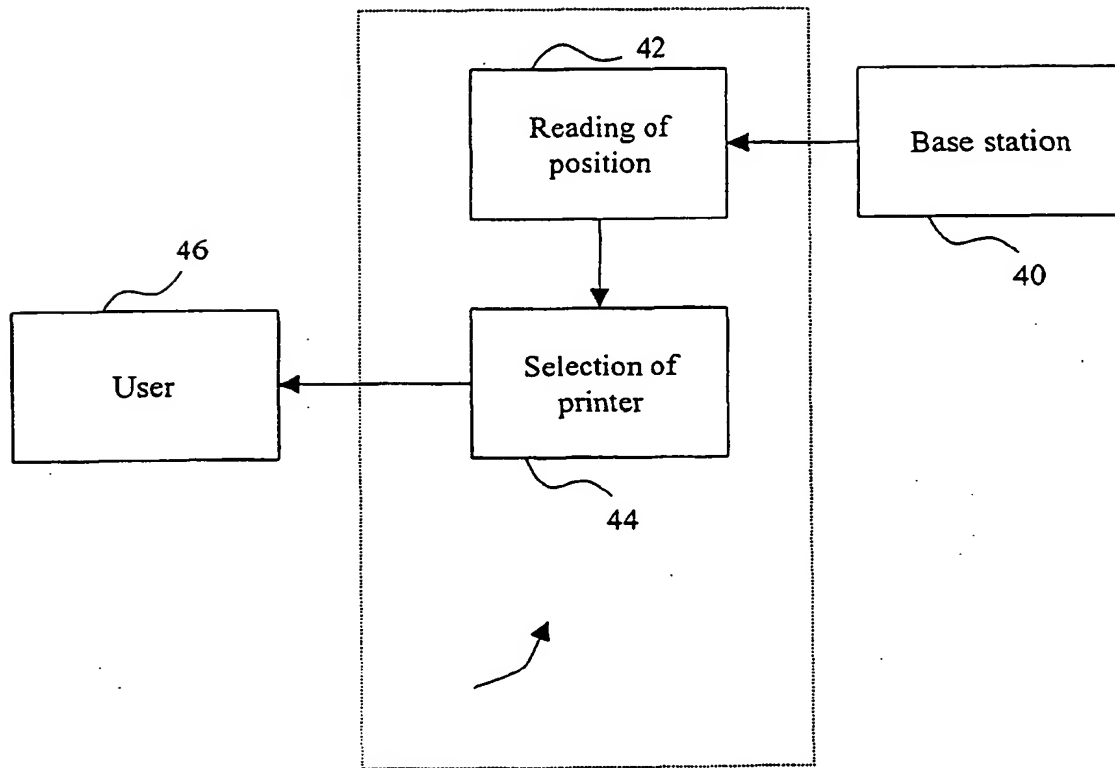 42
Reading of
position
Base station
40
46
User
Selection of
printer
44